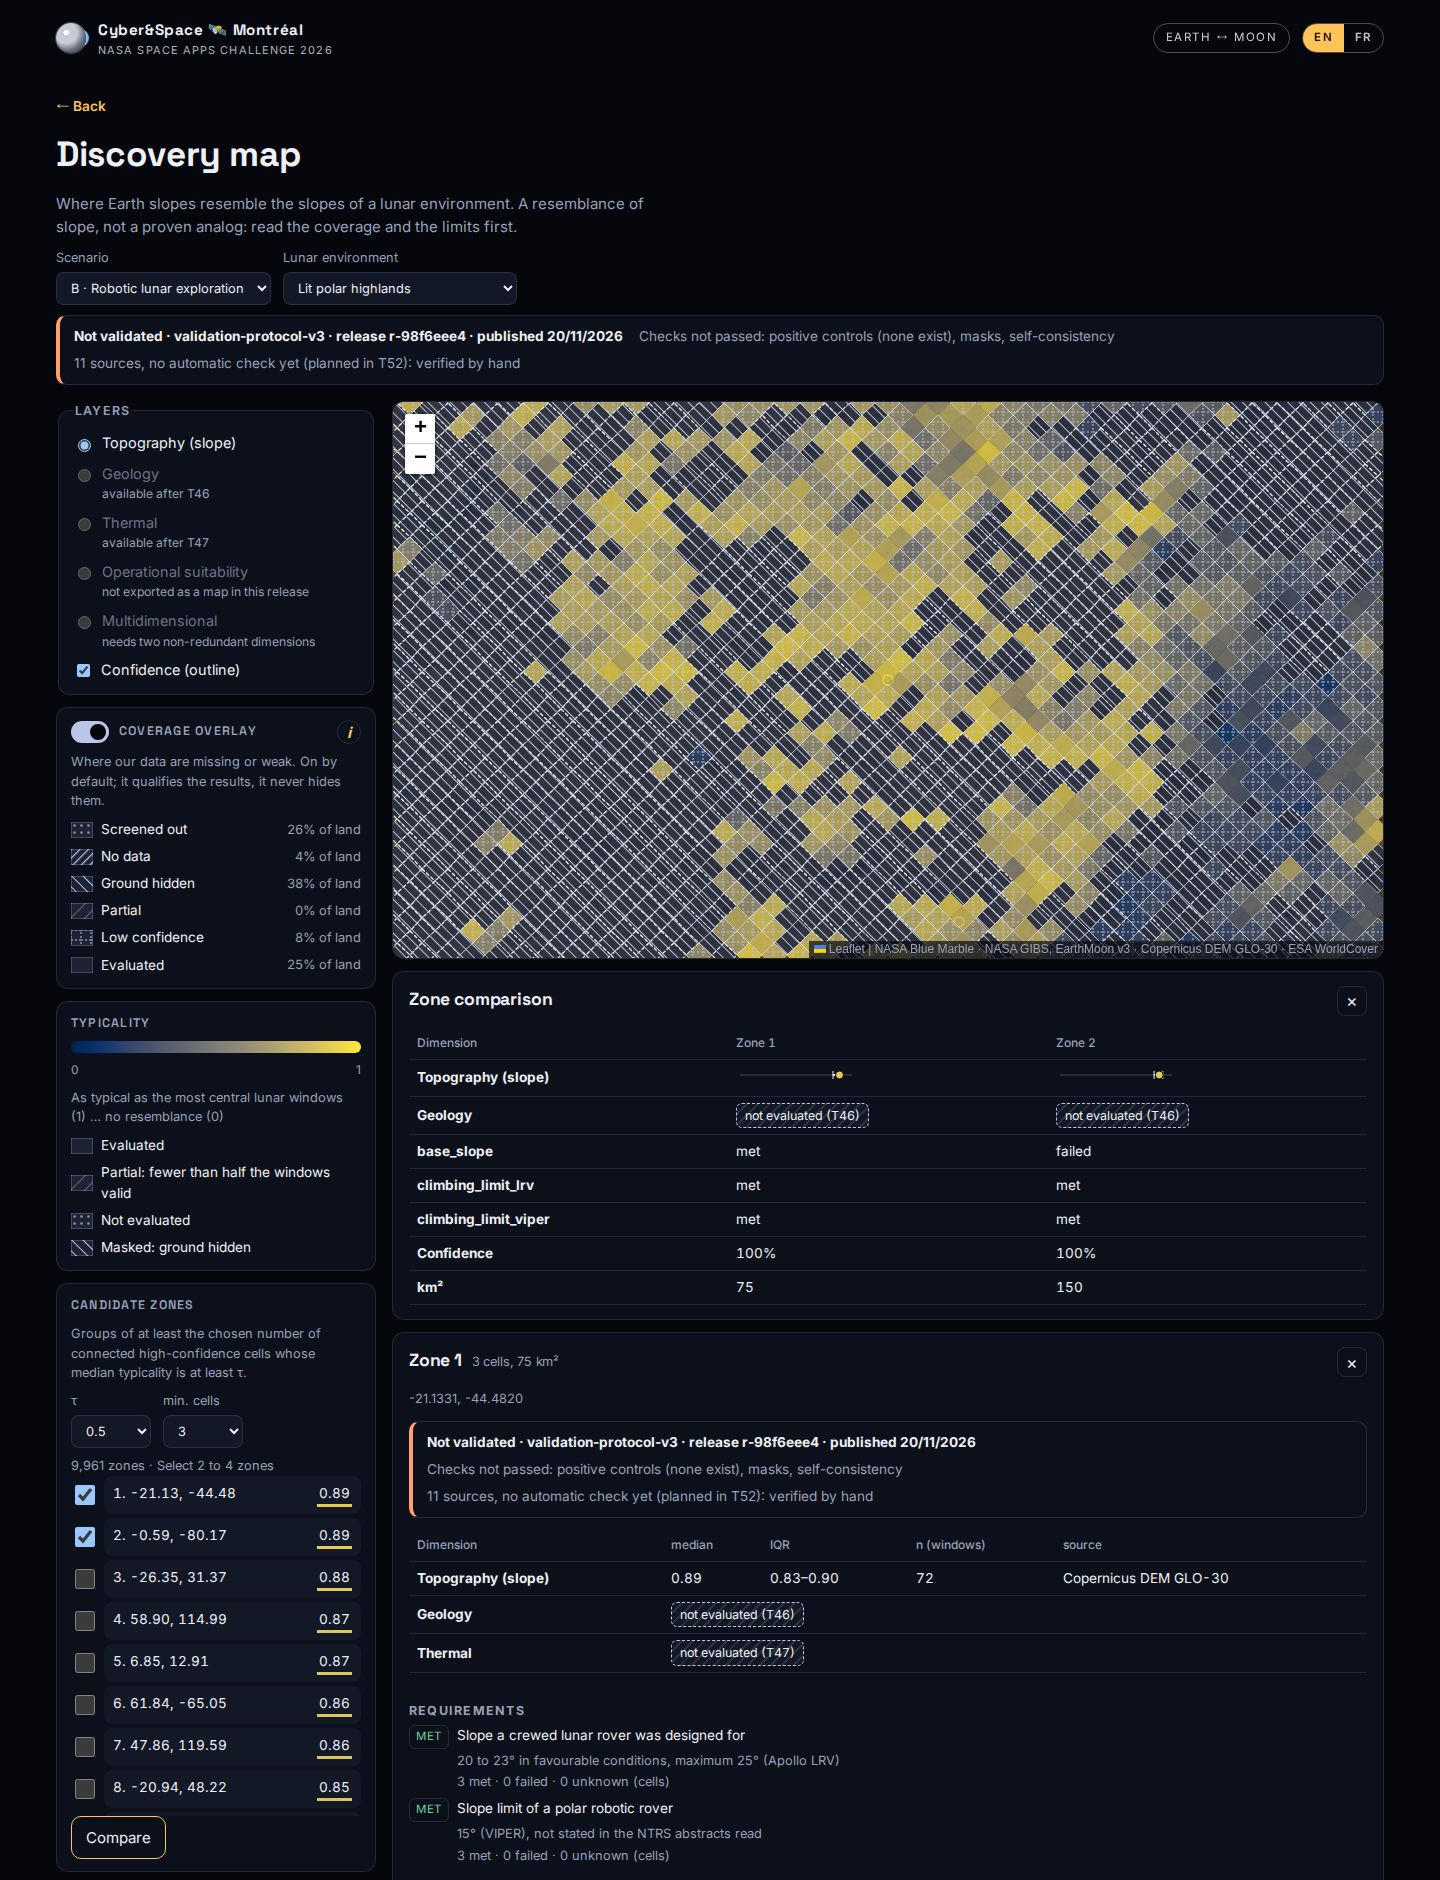 Cyber&Space 🛰️ Montréal
NASA SPACE APPS CHALLENGE 2026
EARTH ↔ MOON
EN
FR
← Back
Discovery map
Where Earth slopes resemble the slopes of a lunar environment. A resemblance of
slope, not a proven analog: read the coverage and the limits first.
Scenario
Lunar environment
B · Robotic lunar exploration
Lit polar highlands
Not validated · validation-protocol-v3 · release r-98f6eee4 · published 20/11/2026 Checks not passed: positive controls (none exist), masks, self-consistency
11 sources, no automatic check yet (planned in T52): verified by hand
LAYERS
Topography (slope)
Geology
available after T46
Thermal
available after T47
Operational suitability
not exported as a map in this release
Multidimensional
needs two non-redundant dimensions
Confidence (outline)
COVERAGE OVERLAY
i
Where our data are missing or weak. On by
default; it qualifies the results, it never hides
them.
Screened out 26% of land
No data 4% of land
Ground hidden 38% of land
Partial 0% of land
Low confidence 8% of land
Evaluated 25% of land
TYPICALITY
0 1
As typical as the most central lunar windows
(1) … no resemblance (0)
Evaluated
Partial: fewer than half the windows
valid
Not evaluated
Masked: ground hidden
CANDIDATE ZONES
Groups of at least the chosen number of
connected high-confidence cells whose
median typicality is at least τ.
τ min. cells
0.5 3
9,961 zones · Select 2 to 4 zones
1. -21.13, -44.48 0.89
2. -0.59, -80.17 0.89
3. -26.35, 31.37 0.88
4. 58.90, 114.99 0.87
5. 6.85, 12.91 0.87
6. 61.84, -65.05 0.86
7. 47.86, 119.59 0.86
8. -20.94, 48.22 0.85
Compare
+
−
Leaflet | NASA Blue Marble · NASA GIBS, EarthMoon v3 · Copernicus DEM GLO-30 · ESA WorldCover
Zone comparison
×
Dimension Zone 1 Zone 2
Topography (slope)
Geology not evaluated (T46) not evaluated (T46)
base_slope met failed
climbing_limit_lrv met met
climbing_limit_viper met met
Confidence 100% 100%
km² 75 150
Zone 1 3 cells, 75 km²
×
-21.1331, -44.4820
Not validated · validation-protocol-v3 · release r-98f6eee4 · published 20/11/2026
Checks not passed: positive controls (none exist), masks, self-consistency
11 sources, no automatic check yet (planned in T52): verified by hand
Dimension median IQR n (windows) source
Topography (slope) 0.89 0.83–0.90 72 Copernicus DEM GLO-30
Geology not evaluated (T46)
Thermal not evaluated (T47)
REQUIREMENTS
MET Slope a crewed lunar rover was designed for
20 to 23° in favourable conditions, maximum 25° (Apollo LRV)
3 met · 0 failed · 0 unknown (cells)
MET Slope limit of a polar robotic rover
15° (VIPER), not stated in the NTRS abstracts read
3 met · 0 failed · 0 unknown (cells)